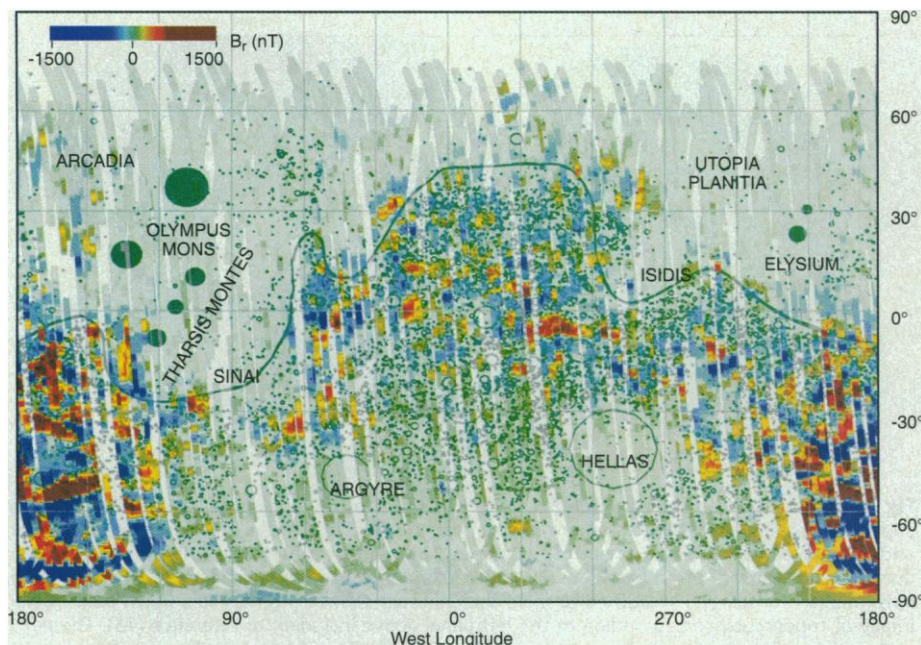 90°
Bᵣ (nT)
-1500 0 1500
60°
ARCADIA
UTOPIA
PLANITIA
30°
OLYMPUS
MONS
THARSIS MONTES
ISIDIS
ELYSIUM
0°
SINAI
-30°
HELLAS
ARGYRE
-60°
-90°
180° 90° 0° 270° 180°
West Longitude